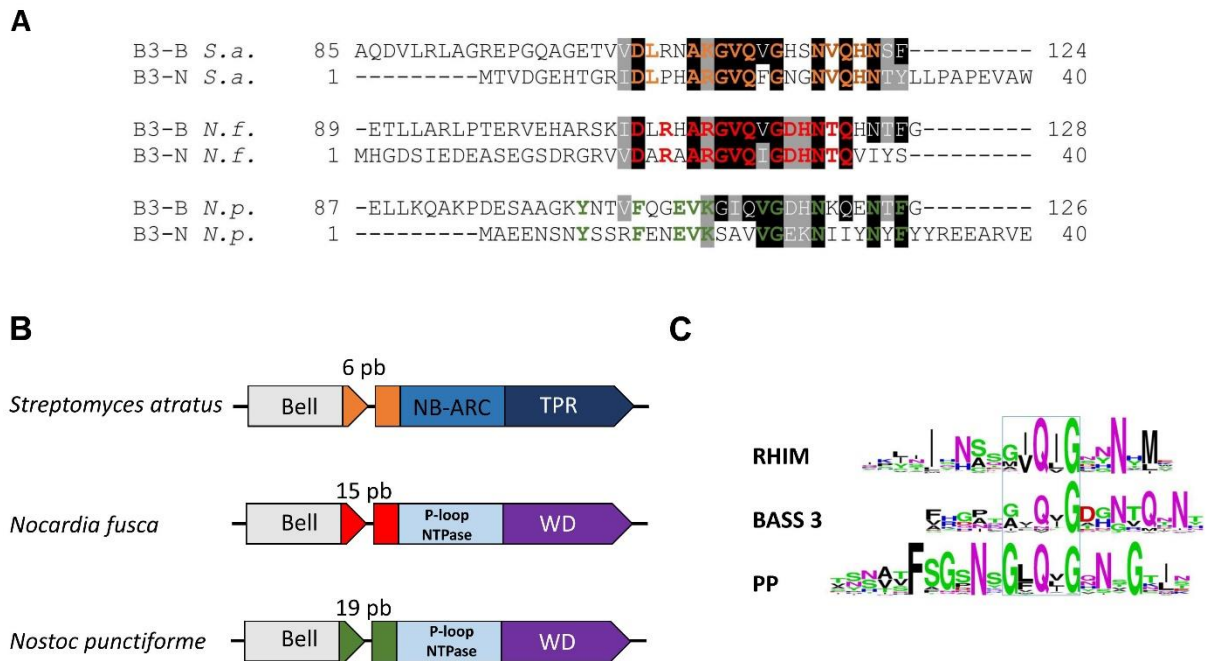 A
B3-B S.a. 85 AQDVLRLAGREPGQAGETVVDLRNAKGVQVGHSNVQHNSF--------- 124
B3-N S.a. 1 ---------MTVDGEHTGRIDLPHARGVQFGNGNVQHNTYLLPAPEVAW 40
B3-B N.f. 89 -ETLLARLPTERVEHARSKIDLRHARGVQVGDHNTQHNTFG-------- 128
B3-N N.f. 1 MHGDSIEDEASEGSDRGRVVDARAARGVQIGDHNTQVIYS--------- 40
B3-B N.p. 87 -ELLKQAKPDESAAGKYNTVFQGEVKGIQVGDHNKQENTFG-------- 126
B3-N N.p. 1 ---------MAEENSNYSSRFENEVKSAVVGEKNIIYNYFYYREEARVE 40
B
C
6 pb
Streptomyces atratus Bell NB-ARC TPR
15 pb
Nocardia fusca Bell P-loop NTPase WD
19 pb
Nostoc punctiforme Bell P-loop NTPase WD
RHIM
BASS 3
PP